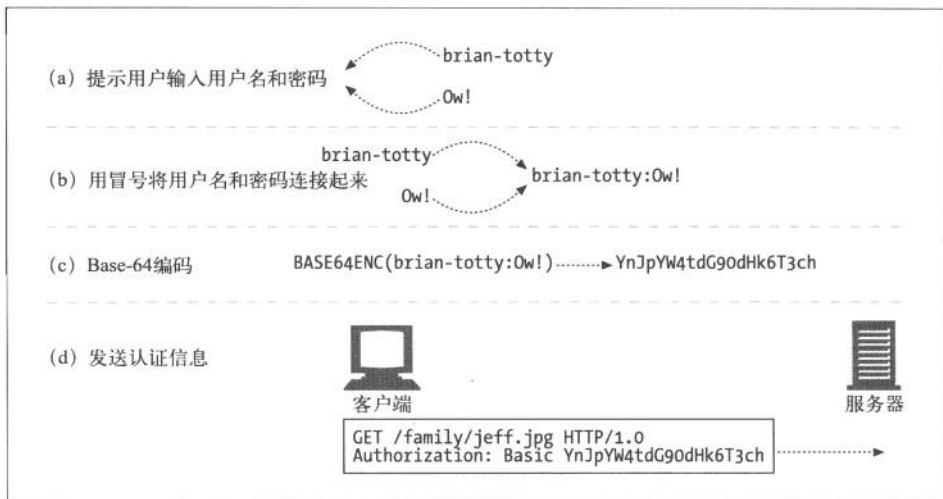 brian-totty
(a) 提示用户输入用户名和密码
Ow!
brian-totty
(b) 用冒号将用户名和密码连接起来
brian-totty:Ow!
Ow!
(c) Base-64编码 BASE64ENC(brian-totty:Ow!) YnJpYW4tdG90dHk6T3ch
(d) 发送认证信息
客户端 服务器
GET /family/jeff.jpg HTTP/1.0
Authorization: Basic YnJpYW4tdG90dHk6T3ch